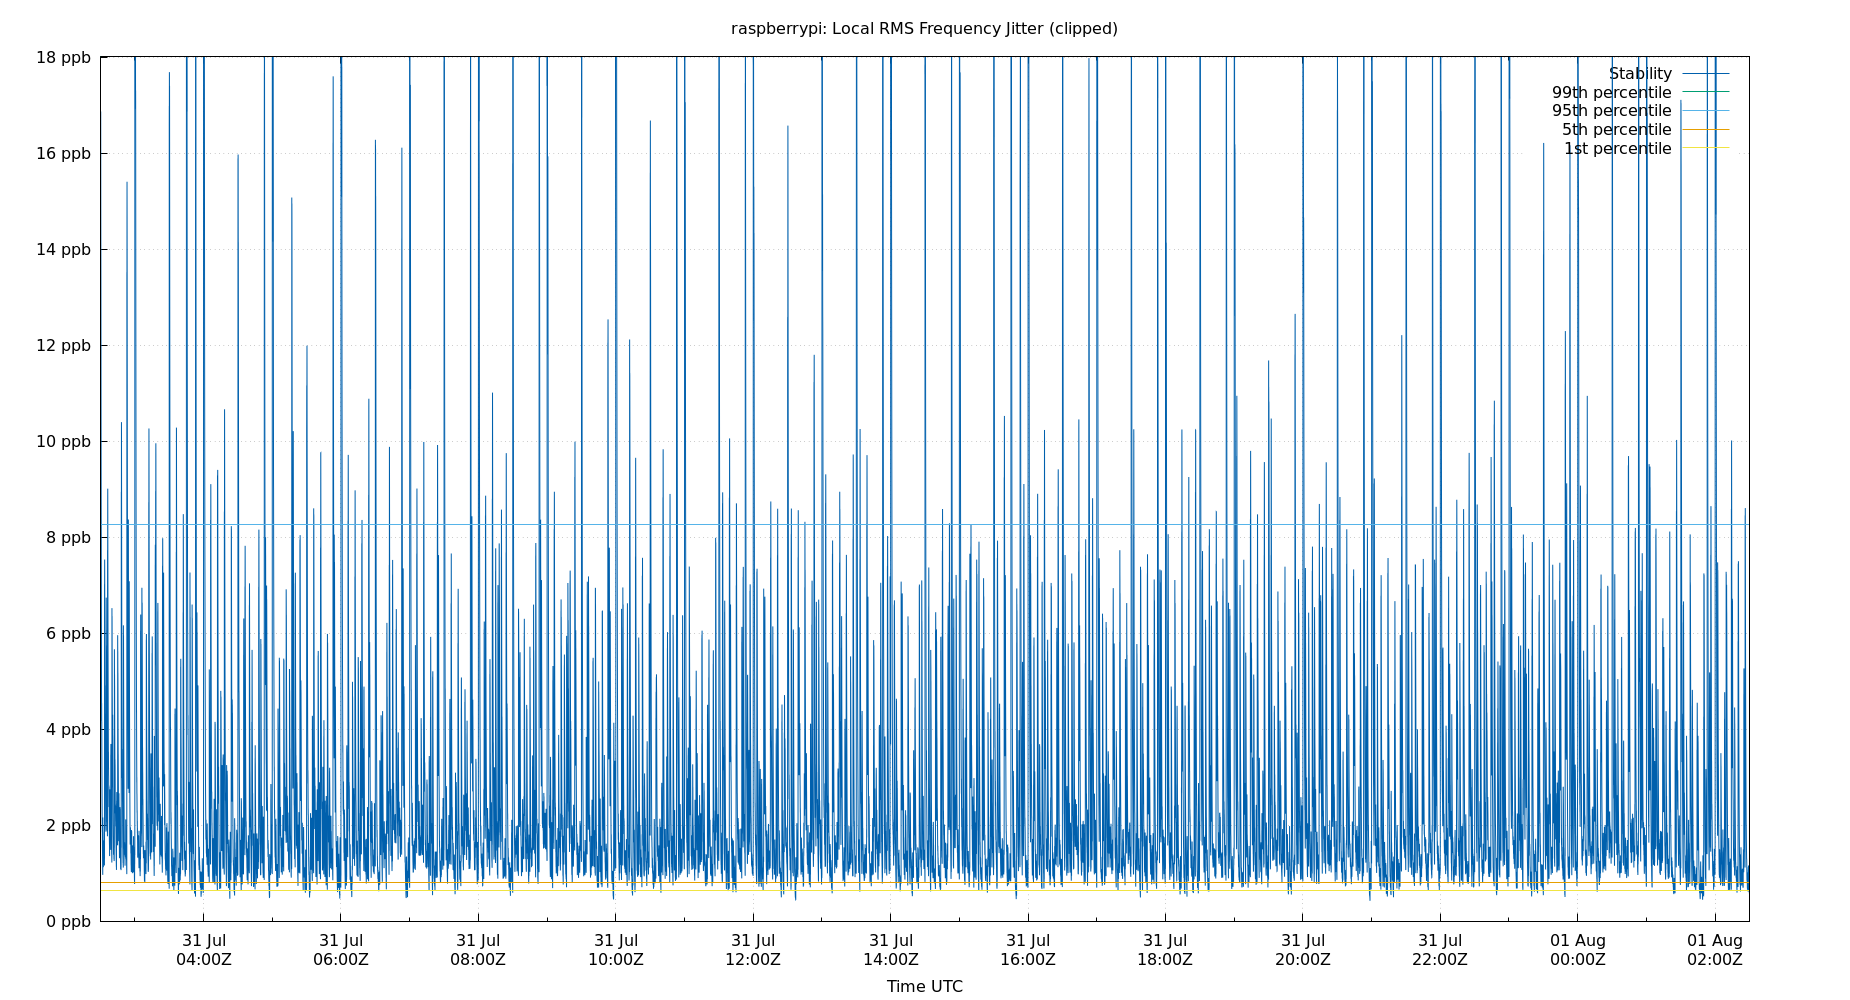 raspberrypi: Local RMS Frequency Jitter (clipped)
18 ppb
16 ppb
14 ppb
12 ppb
10 ppb
8 ppb
6 ppb
4 ppb
2 ppb
0 ppb
Stability
99th percentile
95th percentile
5th percentile
1st percentile
31 Jul 31 Jul 31 Jul 31 Jul 31 Jul 31 Jul 31 Jul 31 Jul 31 Jul 31 Jul 01 Aug 01 Aug
04:00Z 06:00Z 08:00Z 10:00Z 12:00Z 14:00Z 16:00Z 18:00Z 20:00Z 22:00Z 00:00Z 02:00Z
Time UTC